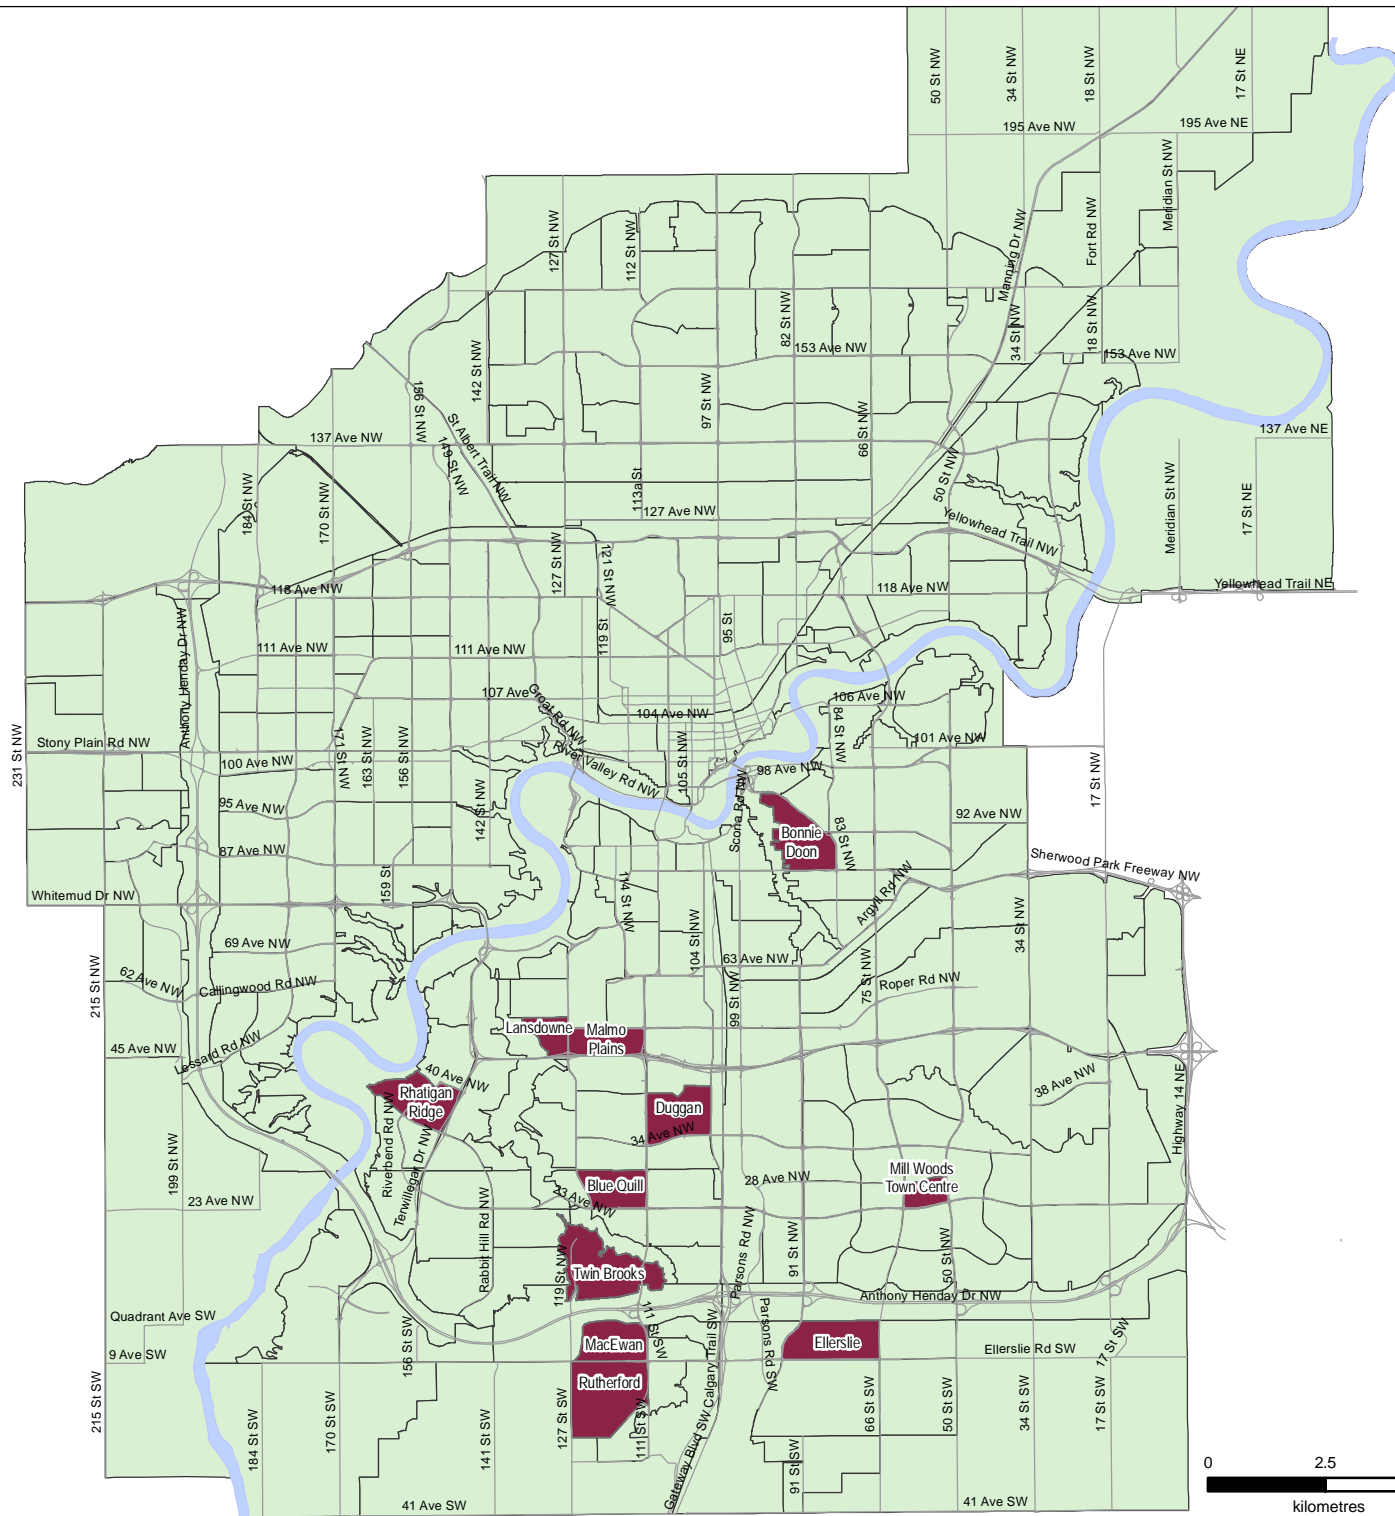 50 St NW
34 St NW
18 St NW
17 St NE
195 Ave NW
195 Ave NE
Meridian St NW
127 St NW
112 St NW
Manning Dr NW
Fort Rd NW
82 St NW
34 St NW
18 St NW
153 Ave NW
153 Ave NW
142 St NW
156 St NW
97 St NW
66 St NW
St Albert Trail NW
137 Ave NW
149 St NW
137 Ave NE
184 St NW
170 St NW
113a St
50 St NW
Meridian St NW
17 St NE
127 Ave NW
Yellowhead Trail NW
127 St NW
121 St NW
118 Ave NW
118 Ave NW
Yellowhead Trail NE
Anthony Henday Dr NW
119 St
95 St
111 Ave NW
111 Ave NW
107 Ave
Groat Rd NW
106 Ave NW
104 Ave NW
84 St NW
231 St NW
Stony Plain Rd NW
171 St NW
163 St NW
156 St NW
River Valley Rd NW
105 St NW
101 Ave NW
100 Ave NW
98 Ave NW
17 St NW
142 St NW
Scona Rd NW
95 Ave NW
92 Ave NW
83 St NW
Bonnie
Doon
87 Ave NW
Sherwood Park Freeway NW
159 St
114 St NW
Argyll Rd NW
Whitemud Dr NW
104 St NW
34 St NW
69 Ave NW
63 Ave NW
215 St NW
62 Ave NW
Callingwood Rd NW
99 St NW
75 St NW
Roper Rd NW
Lansdowne
Malmo
Plains
45 Ave NW
Lessard Rd NW
40 Ave NW
38 Ave NW
Rhatigan
Ridge
Highway 14 NE
Duggan
Riverbend Rd NW
34 Ave NW
Terwillegar Dr NW
199 St NW
Mill Woods
Town Centre
28 Ave NW
Blue Quill
23 Ave NW
23 Ave NW
Rabbit Hill Rd NW
Parsons Rd NW
91 St NW
50 St NW
119 St NW
Twin Brooks
Anthony Henday Dr NW
Quadrant Ave SW
111 St SW
Parsons Rd SW
156 St SW
MacEwan
Ellerslie
Ellerslie Rd SW
17 St SW
9 Ave SW
Calgary Trail SW
Rutherford
215 St SW
184 St SW
170 St SW
141 St SW
127 St SW
111 St SW
Gateway Blvd SW
66 St SW
50 St SW
34 St SW
17 St SW
91 St SW
0
2.5
41 Ave SW
41 Ave SW
kilometres